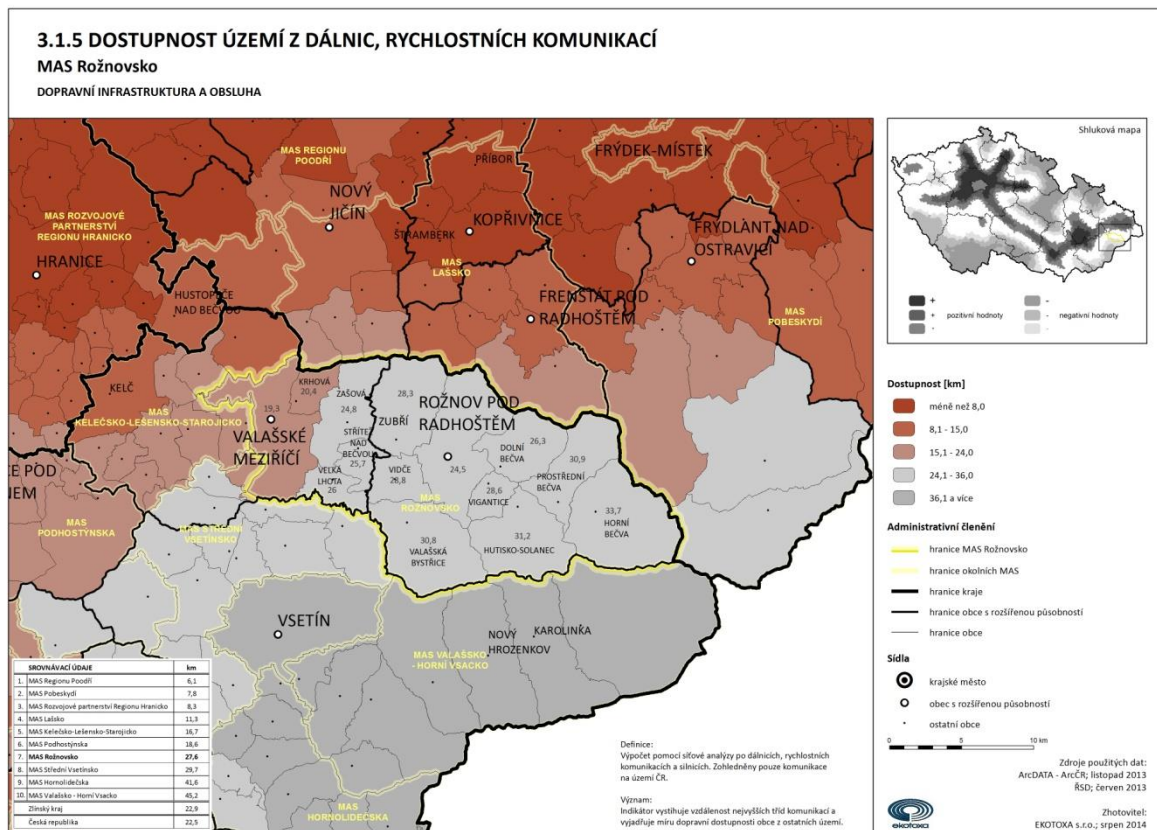 3.1.5 DOSTUPNOST ÚZEMÍ Z DÁLNIC, RYCHLOSTNÍCH KOMUNIKACÍ
MAS Rožnovsko
DOPRAVNÍ INFRASTRUKTURA A OBSLUHA
MAS REGIONU
POODŘÍ
PŘÍBOR
FRÝDEK-MÍSTEK
NOVÝ
JIČÍN
KOPŘIVNICE
MAS ROZVOJOVÉ
PARTNERSTVÍ
REGIONU HRANICKO
HRANICE
ŠTRAMBERK
FRÝDLANT NAD
OSTRAVICÍ
MAS
LAŠSKO
HUSTOPEČE
NAD BEČVOU
FRENŠTÁT POD
RADHOŠTĚM
MAS
POBESKYDÍ
KELČ
MAS
KELEČSKO-LEŠENSKO-STAROJICKO
KRHOVÁ
20,4
ZAŠOVÁ
24,8
28,3
19,3
VALAŠSKÉ
MEZIŘÍČÍ
ZUBŘÍ
ROŽNOV POD
RADHOŠTĚM
STŘÍTEŽ
NAD
BEČVOU
25,7
DOLNÍ
BEČVA
26,3
30,9
PROSTŘEDNÍ
BEČVA
VELKÁ
LHOTA
26
VIDČE
28,8
24,5
28,6
VIGANTICE
MAS
ROŽNOVSKO
33,7
HORNÍ
BEČVA
CE POD
NEM
MAS
PODHOSTÝNSKA
MAS STŘEDNÍ
VSETÍNSKO
30,8
VALAŠSKÁ
BYSTŘICE
31,2
HUTISKO-SOLANEC
VSETÍN
NOVÝ
HROZENKOV
KAROLINKA
MAS VALAŠSKO
- HORNÍ VSACKO
MAS
HORNOLIDEČSKA
SROVNÁVACÍ ÚDAJE km
1. MAS Regionu Poodří 6,1
2. MAS Pobeskydí 7,8
3. MAS Rozvojové partnerství Regionu Hranicko 8,3
4. MAS Lašsko 11,3
5. MAS Kelečsko-Lešensko-Starojicko 16,7
6. MAS Podhostýnska 18,6
7. MAS Rožnovsko 27,6
8. MAS Střední Vsetínsko 29,7
9. MAS Hornolidečska 41,6
10. MAS Valašsko - Horní Vsacko 45,2
Zlínský kraj 22,9
Česká republika 22,5
Definice:
Výpočet pomocí síťové analýzy po dálnicích, rychlostních
komunikacích a silnicích. Zohledněny pouze komunikace
na území ČR.
Význam:
Indikátor vystihuje vzdálenost nejvyšších tříd komunikací a
vyjadřuje míru dopravní dostupnosti obce z ostatních území.
Shluková mapa
+ -
+ pozitivní hodnoty - negativní hodnoty
Dostupnost [km]
méně než 8,0
8,1 - 15,0
15,1 - 24,0
24,1 - 36,0
36,1 a více
Administrativní členění
hranice MAS Rožnovsko
hranice okolních MAS
hranice kraje
hranice obce s rozšířenou působností
hranice obce
Sídla
krajské město
obec s rozšířenou působností
ostatní obce
0 5 10 km
Zdroje použitých dat:
ArcDATA - ArcČR; listopad 2013
ŘSD; červen 2013
Zhotovitel:
EKOTOXA s.r.o.; srpen 2014
ekotoxa